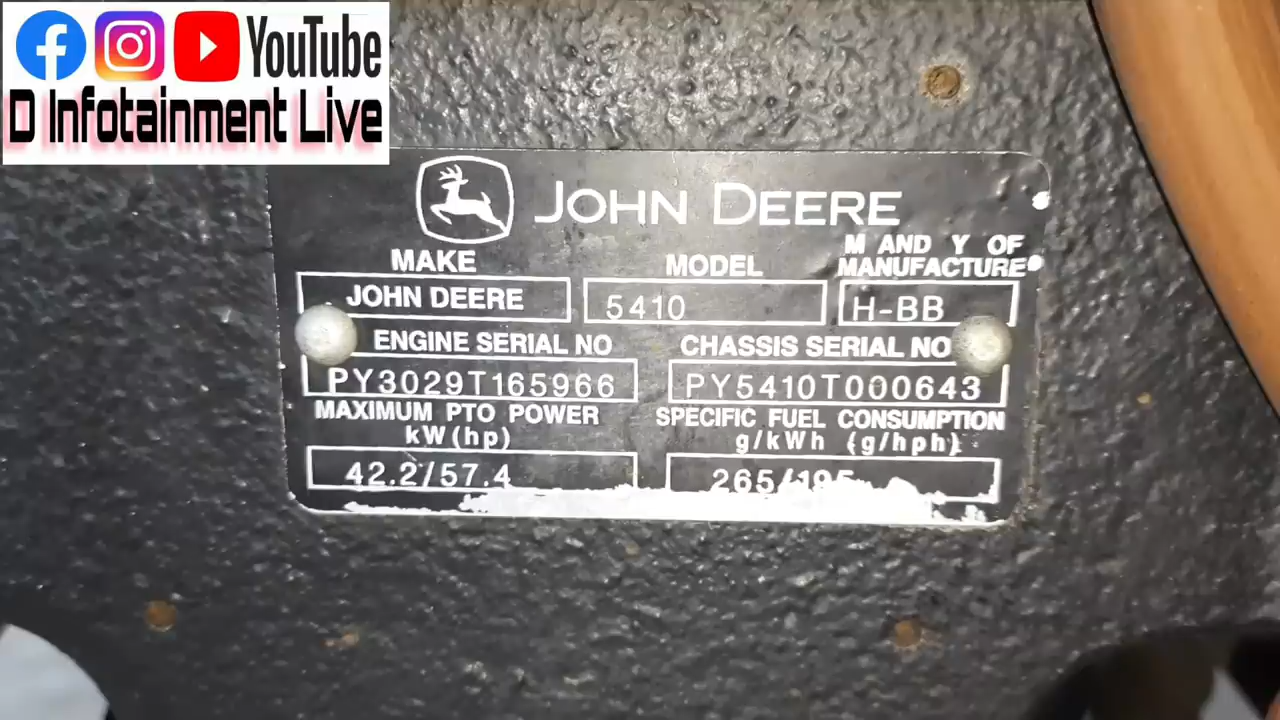 YouTube
D Infotainment Live
JOHN DEERE
MAKE
MODEL
M AND Y OF
MANUFACTURE
JOHN DEERE
5410
H-BB
ENGINE SERIAL NO
CHASSIS SERIAL NO
PY3029T165966
PY5410T000643
MAXIMUM PTO POWER
kW(hp)
SPECIFIC FUEL CONSUMPTION
g/kWh (g/hph)
42.2/57.4
265/195